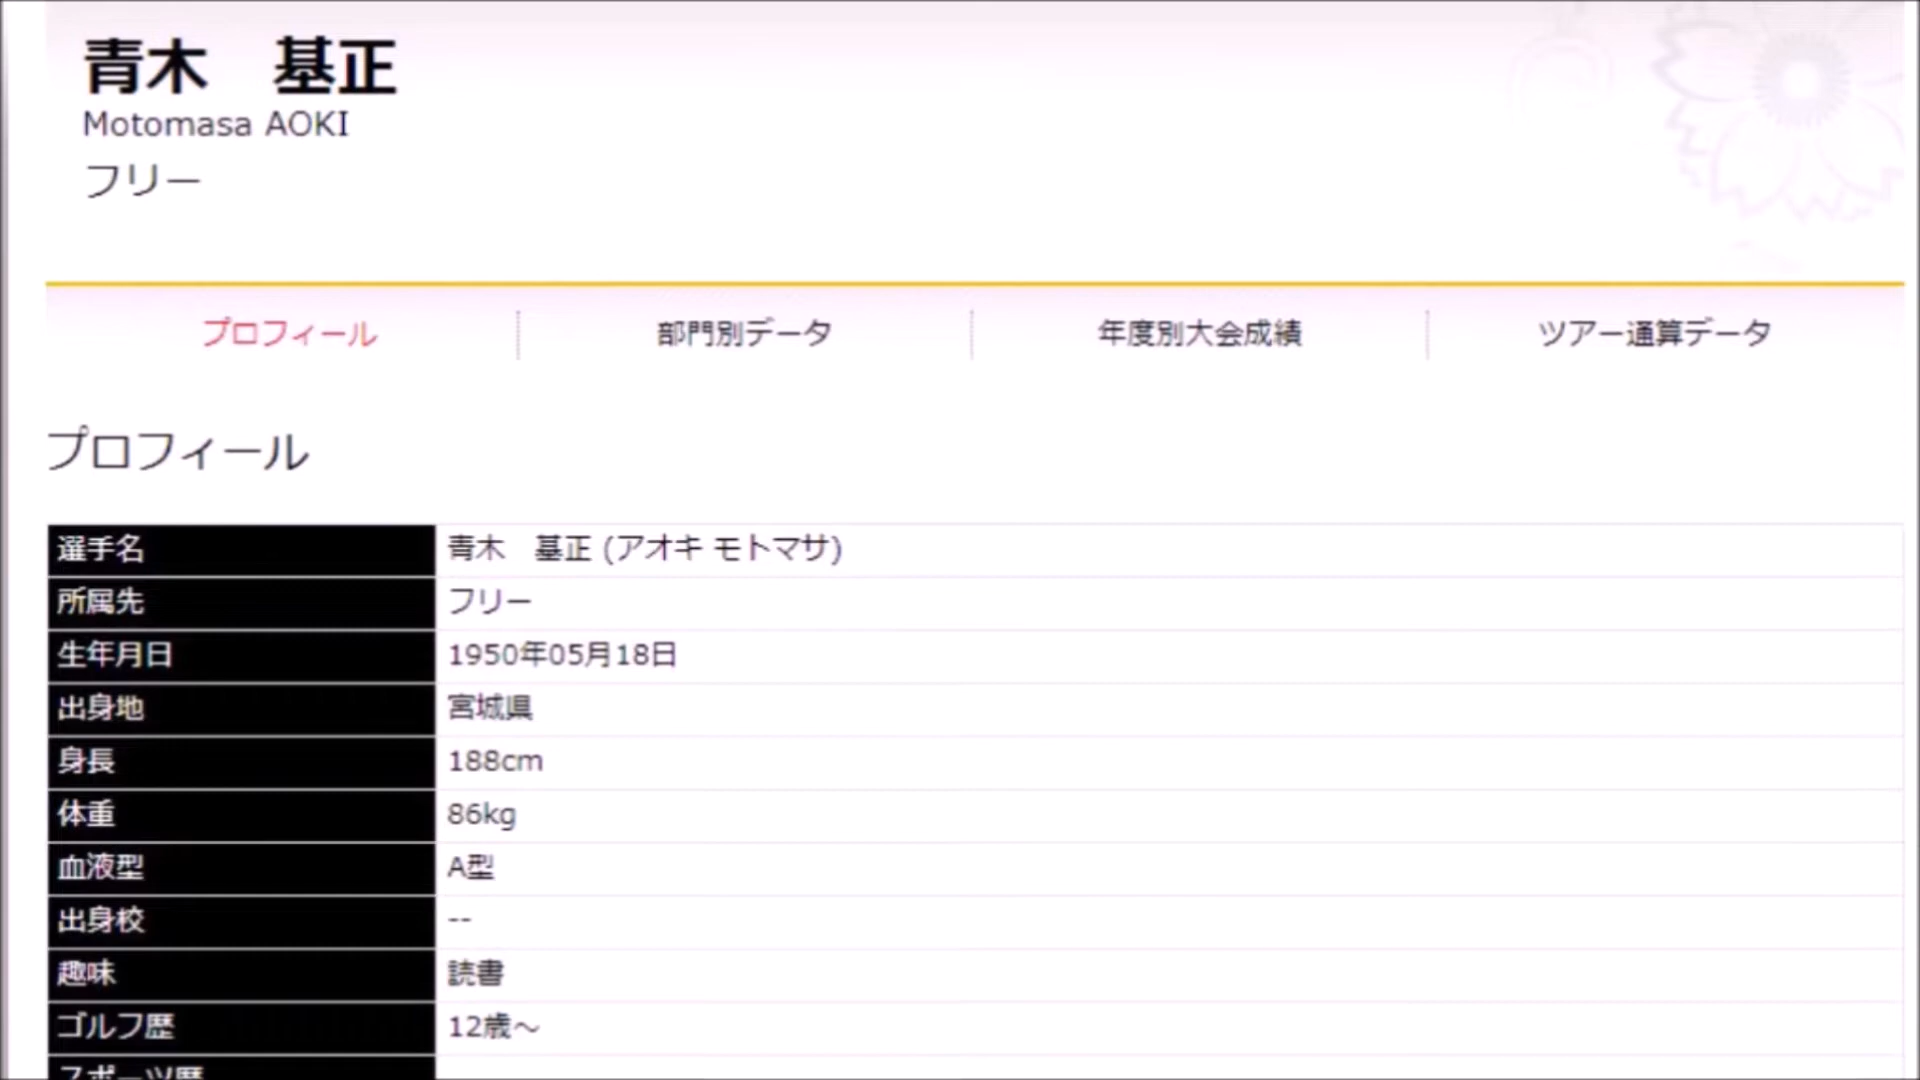 青木　基正
Motomasa AOKI
フリー
プロフィール
部門別データ
年度別大会成績
ツアー通算データ
プロフィール
選手名 青木　基正 (アオキ モトマサ)
所属先 フリー
生年月日 1950年05月18日
出身地 宮城県
身長 188cm
体重 86kg
血液型 A型
出身校 --
趣味 読書
ゴルフ歴 12歳～
スポーツ歴